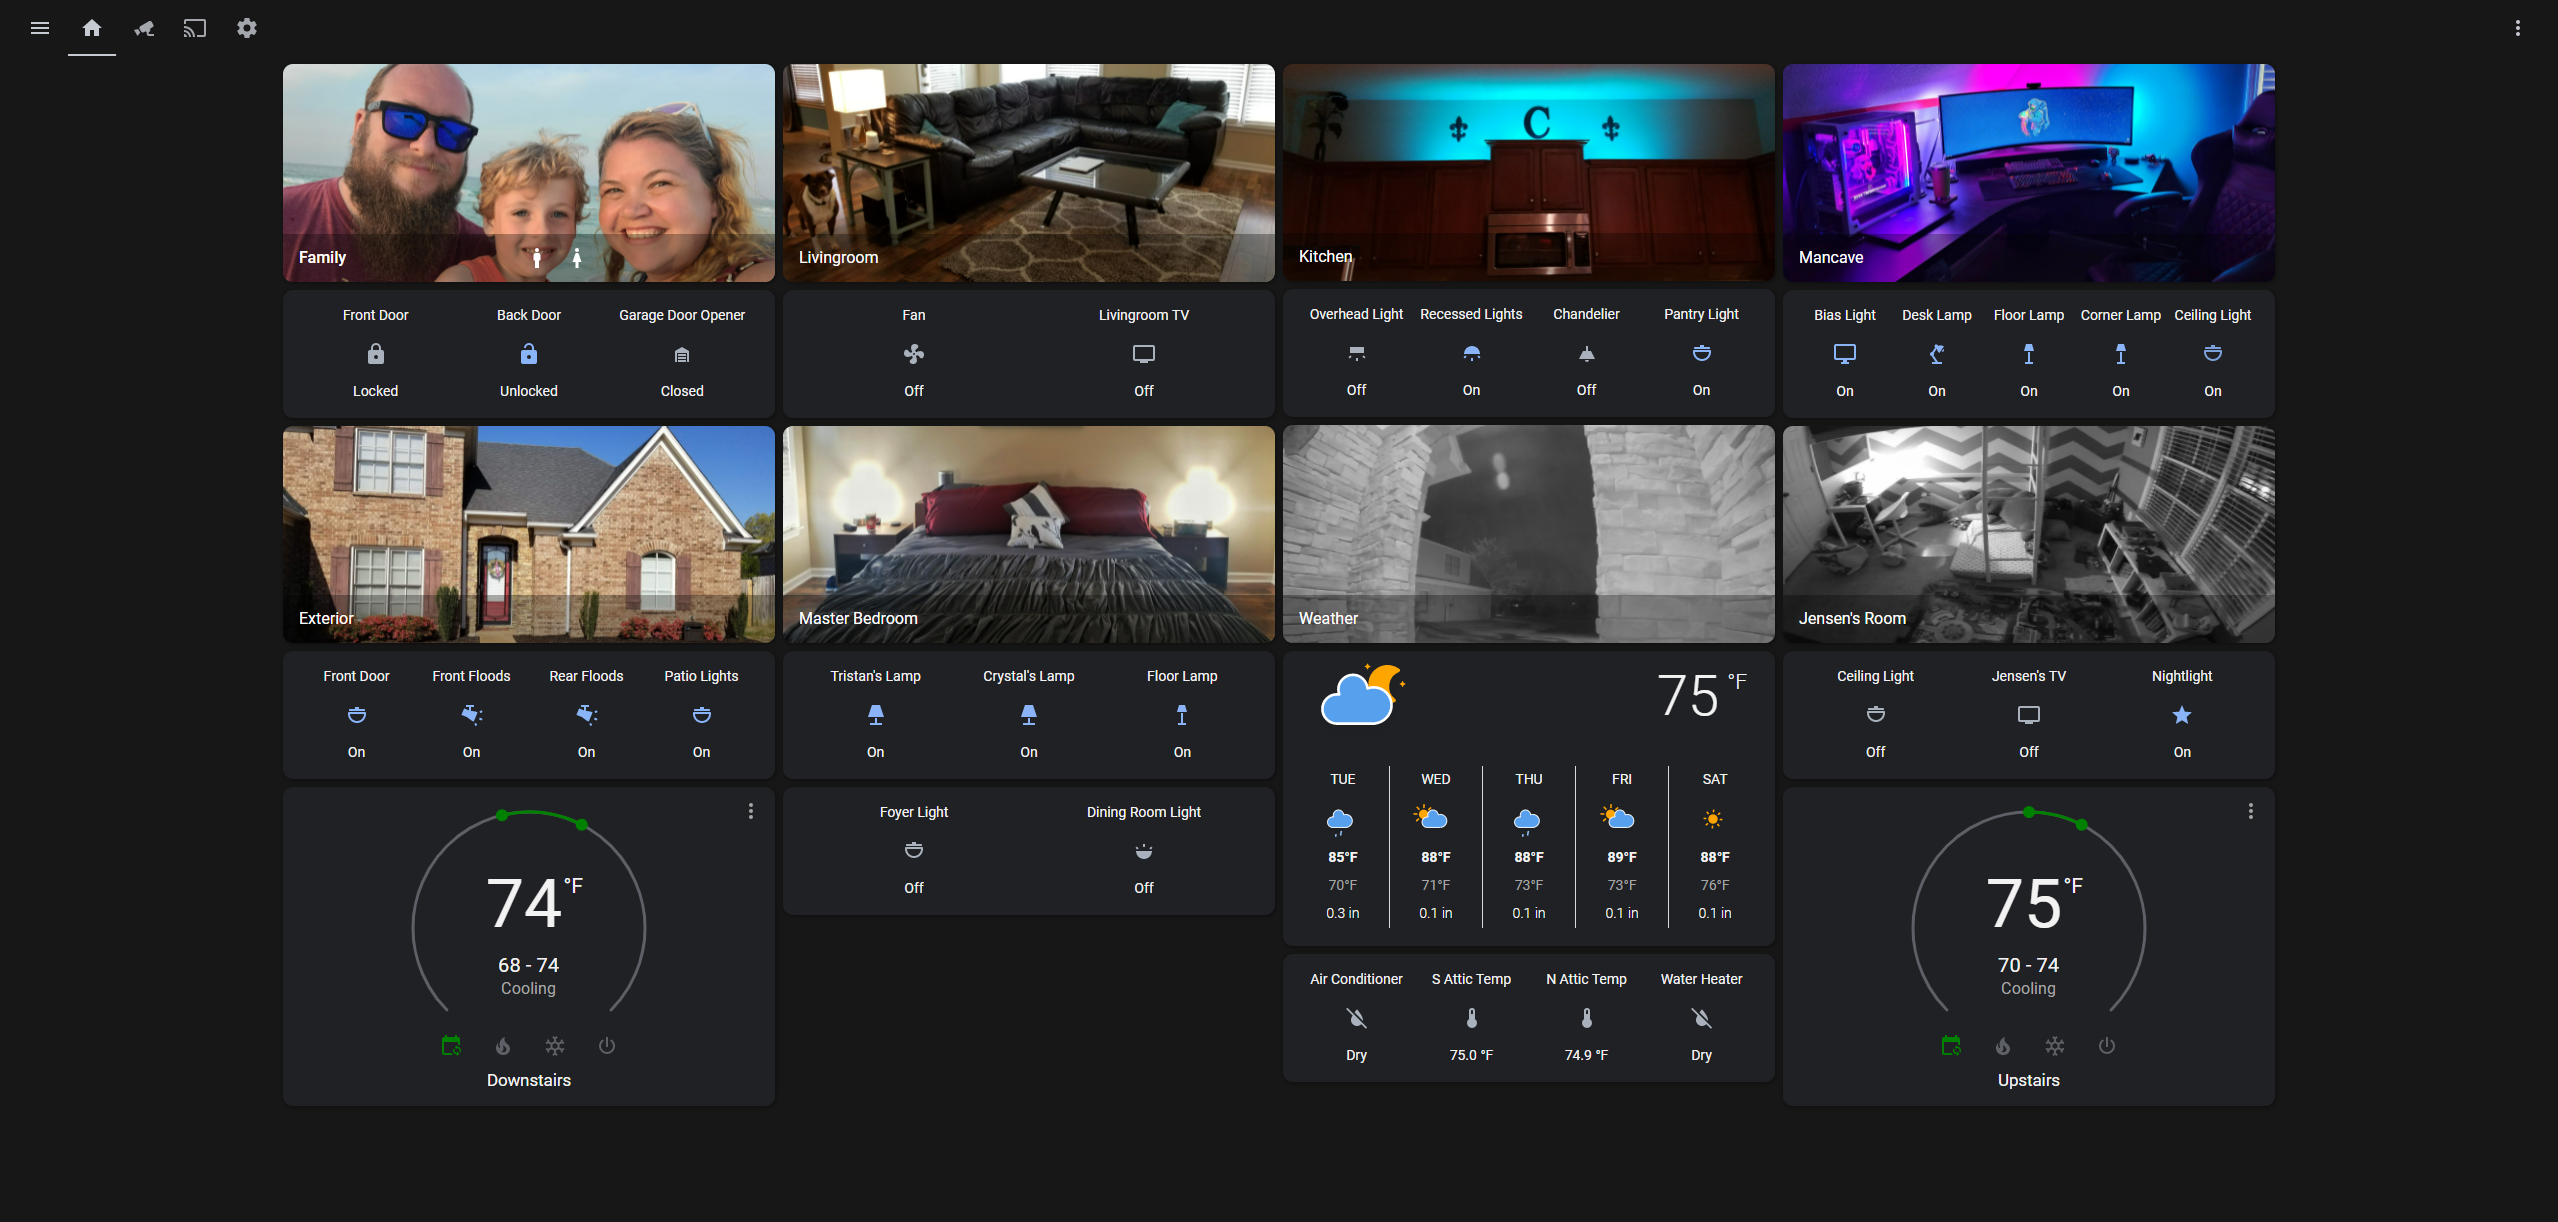 Family
Front Door Back Door Garage Door Opener
Locked Unlocked Closed
Livingroom
Fan Livingroom TV
Off Off
C
Kitchen
Overhead Light Recessed Lights Chandelier Pantry Light
Off On Off On
Mancave
Bias Light Desk Lamp Floor Lamp Corner Lamp Ceiling Light
On On On On On
Exterior
Front Door Front Floods Rear Floods Patio Lights
On On On On
Master Bedroom
Tristan's Lamp Crystal's Lamp Floor Lamp
On On On
Weather
75 °F
TUE WED THU FRI SAT
85°F 88°F 88°F 89°F 88°F
70°F 71°F 73°F 73°F 76°F
0.3 in 0.1 in 0.1 in 0.1 in 0.1 in
Jensen's Room
Ceiling Light Jensen's TV Nightlight
Off Off On
74 °F
68 - 74
Cooling
Downstairs
Foyer Light Dining Room Light
Off Off
Air Conditioner S Attic Temp N Attic Temp Water Heater
Dry 75.0 °F 74.9 °F Dry
75 °F
70 - 74
Cooling
Upstairs